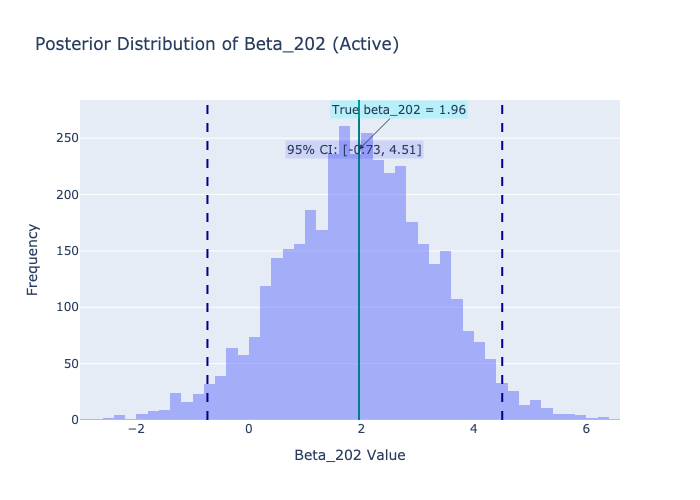 Posterior Distribution of Beta_202 (Active)
True beta_202 = 1.96
95% CI: [-0.73, 4.51]
250
200
150
100
50
0
Frequency
−2
0
2
4
6
Beta_202 Value